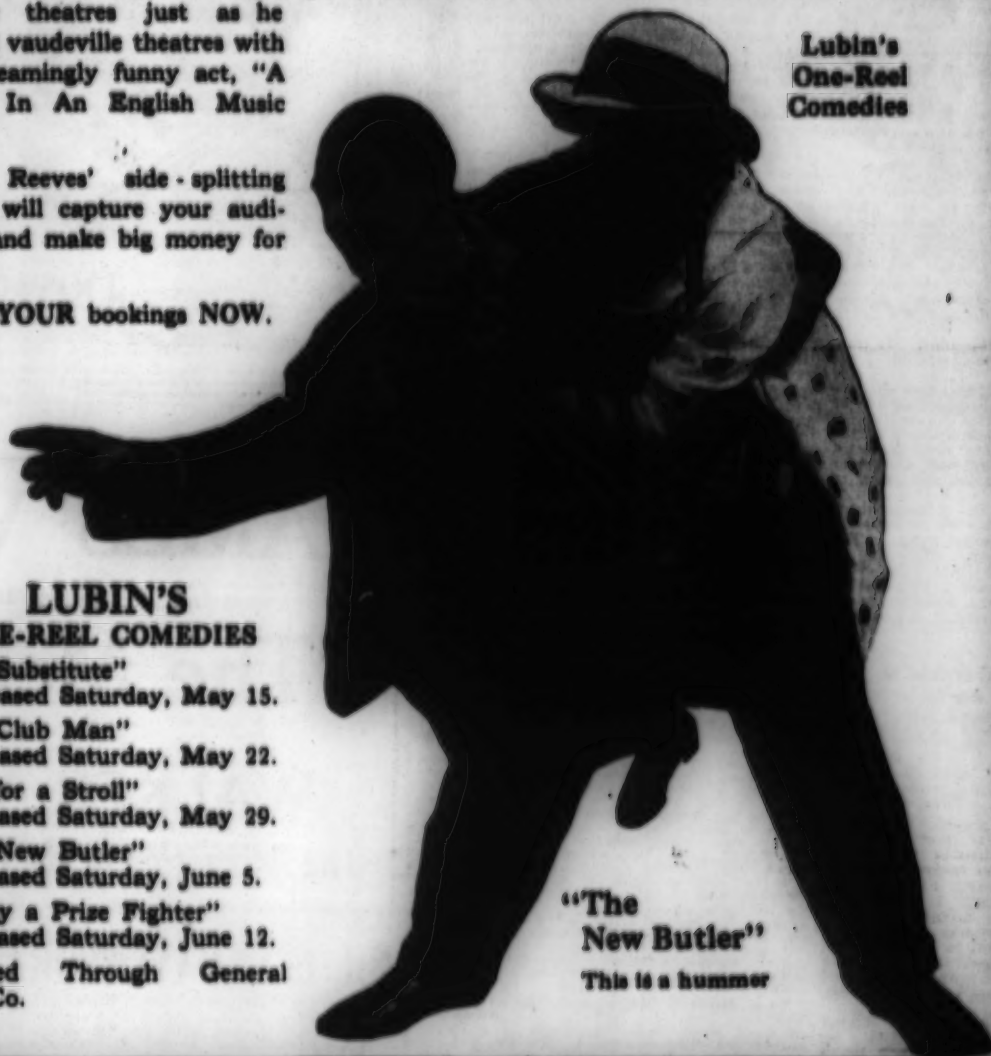 theatres just as he
vaudeville theatres with
eamingly funny act, "A
In An English Music
Reeves' side-splitting
will capture your audi-
and make big money for
YOUR bookings NOW.
Lubin's
One-Reel
Comedies
LUBIN'S
E-REEL COMEDIES
Substitute"
ased Saturday, May 15.
Club Man"
ased Saturday, May 22.
or a Stroll"
ased Saturday, May 29.
New Butler"
ased Saturday, June 5.
y a Prize Fighter"
ased Saturday, June 12.
ed Through General
Co.
"The
New Butler"
This is a hummer